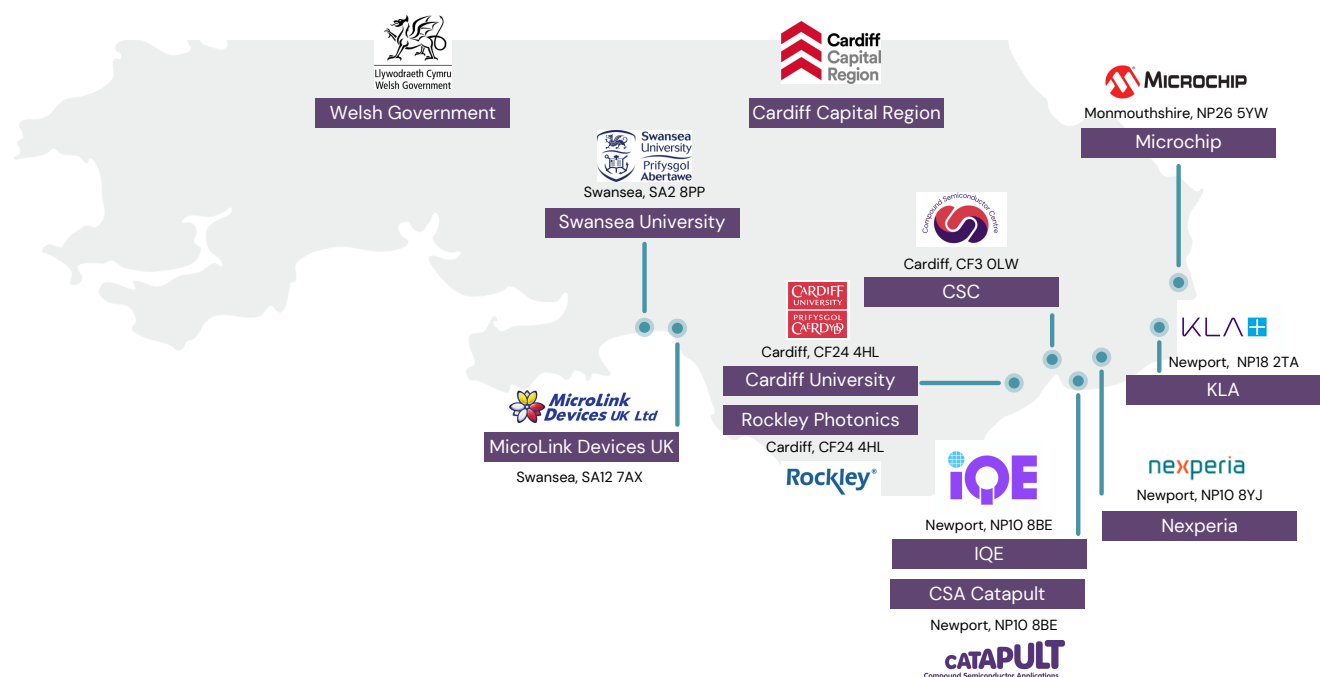 Llywodraeth Cymru
Welsh Government
Welsh Government
Cardiff
Capital
Region
Cardiff Capital Region
MICROCHIP
Monmouthshire, NP26 5YW
Microchip
Swansea
University
Prifysgol
Abertawe
Swansea, SA2 8PP
Swansea University
Compound Semiconductor Centre
Cardiff, CF3 0LW
CSC
CARDIFF
UNIVERSITY
PRIFYSGOL
CAERDYDD
Cardiff, CF24 4HL
Cardiff University
Rockley Photonics
Cardiff, CF24 4HL
Rockley®
KLA
Newport, NP18 2TA
KLA
MicroLink
Devices UK Ltd
MicroLink Devices UK
Swansea, SA12 7AX
iQE
Newport, NP10 8BE
IQE
CSA Catapult
Newport, NP10 8BE
CATAPULT
Compound Semiconductor Applications
nexperia
Newport, NP10 8YJ
Nexperia